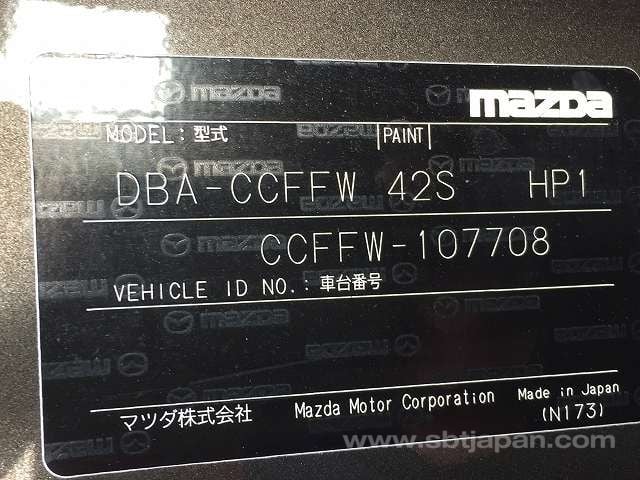 mazda
MODEL: 型式 PAINT
DBA-CCFFW 42S HP1
CCFFW-107708
VEHICLE ID NO.: 車台番号
マツダ株式会社 Mazda Motor Corporation Made in Japan
(N173)
www.sbtjapan.com